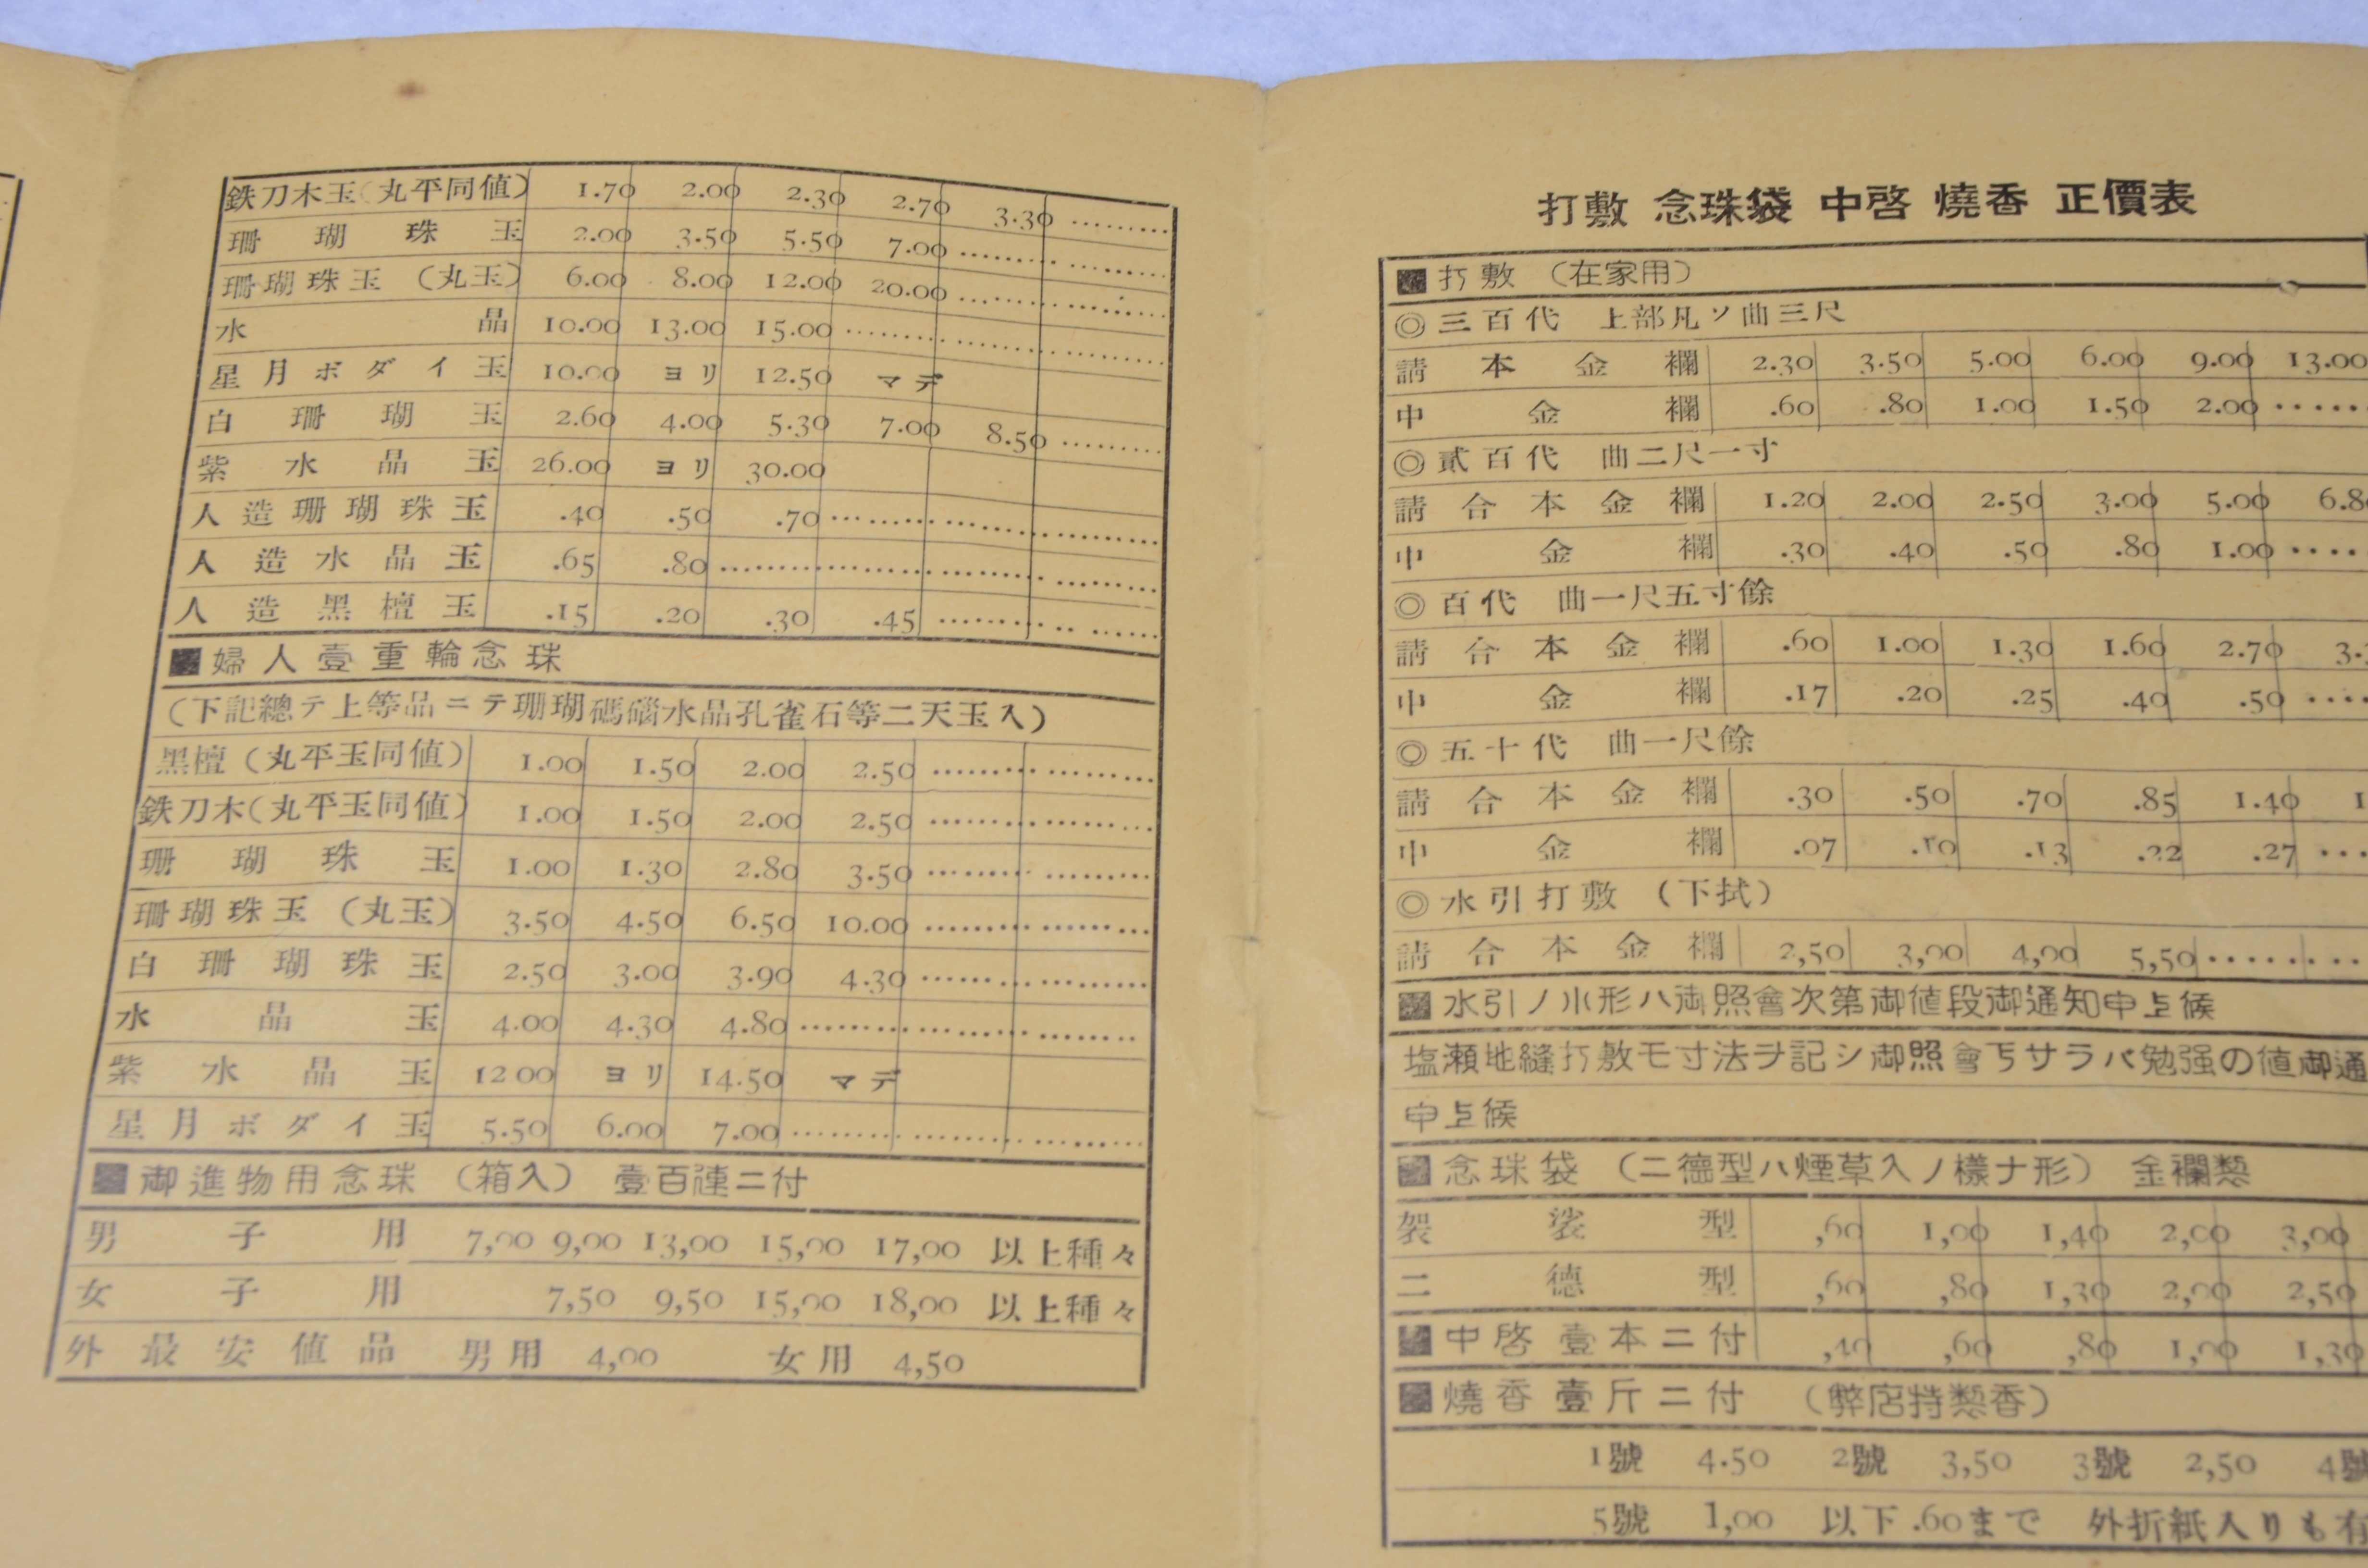 鉄刀木玉(丸平同値) 1.70 2.00 2.30 2.70 3.30 ………
珊瑚珠玉 2.00 3.50 5.50 7.00 ………………
珊瑚珠玉(丸玉) 6.00 8.00 12.00 20.00 ………………
水晶 10.00 13.00 15.00 ………………………
星月ボダイ玉 10.00 ヨリ 12.50 マデ
白珊瑚玉 2.60 4.00 5.30 7.00 8.50 ………
紫水晶玉 26.00 ヨリ 30.00
人造珊瑚珠玉 .40 .50 .70 ………………………
人造水晶玉 .65 .80 ………………………………
人造黑檀玉 .15 .20 .30 .45 ………………
■婦人壹重輪念珠
(下記總テ上等品ニテ珊瑚碼碯水晶孔雀石等二天玉入)
黑檀(丸平玉同値) 1.00 1.50 2.00 2.50 ………………
鉄刀木(丸平玉同値) 1.00 1.50 2.00 2.50 ………………
珊瑚珠玉 1.00 1.30 2.80 3.50 ………………
珊瑚珠玉(丸玉) 3.50 4.50 6.50 10.00 ………………
白珊瑚珠玉 2.50 3.00 3.90 4.30 ………………
水晶玉 4.00 4.30 4.80 ………………………
紫水晶玉 12 00 ヨリ 14.50 マデ
星月ボダイ玉 5.50 6.00 7.00 ………………………
■御進物用念珠(箱入) 壹百連ニ付
男子用 7,00 9,00 13,00 15,00 17,00 以上種々
女子用 7,50 9,50 15,00 18,00 以上種々
外最安値品 男用 4,00 女用 4,50
打敷 念珠袋 中啓 燒香 正價表
■打敷(在家用)
◎三百代 上部凡ソ曲三尺
請本金襴 2.30 3.50 5.00 6.00 9.00 13.00
中金襴 .60 .80 1.00 1.50 2.00 ……
◎貳百代 曲二尺一寸
請合本金襴 1.20 2.00 2.50 3.00 5.00 6.80
中金襴 .30 .40 .50 .80 1.00 ……
◎百代 曲一尺五寸餘
請合本金襴 .60 1.00 1.30 1.60 2.70 3.
中金襴 .17 .20 .25 .40 .50 ……
◎五十代 曲一尺餘
請合本金襴 .30 .50 .70 .85 1.40 1
中金襴 .07 .10 .13 .22 .27 ……
◎水引打敷(下拭)
請合本金襴 2,50 3,00 4,00 5,50 ………
■水引ノ小形ハ御照會次第御値段御通知申上候
塩瀬地縫打敷モ寸法ヲ記シ御照會下サラバ勉强の値御通
申上候
■念珠袋(二德型ハ煙草入ノ樣ナ形) 金襴製
袈裟型 ,60 1,00 1,40 2,00 3,00
二德型 ,60 ,80 1,30 2,00 2,50
■中啓壹本ニ付 ,40 ,60 ,80 1,00 1,30
■燒香壹斤ニ付 (弊店特製香)
1號 4.50 2號 3,50 3號 2,50 4號
5號 1,00 以下 .60まで 外折紙入りも有